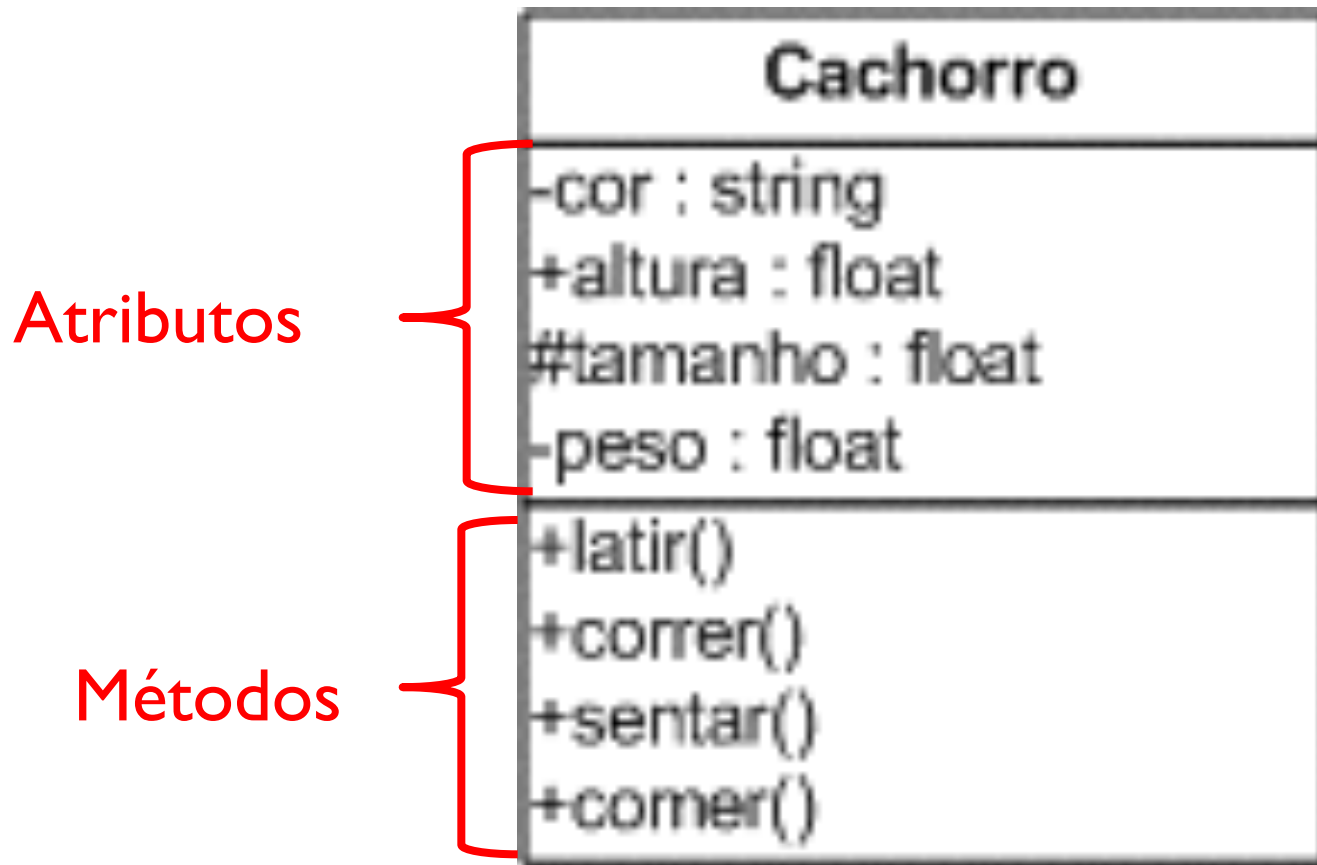 Cachorro
Atributos
-cor : string
+altura : float
#tamanho : float
-peso : float
Métodos
+latir()
+correr()
+sentar()
+comer()